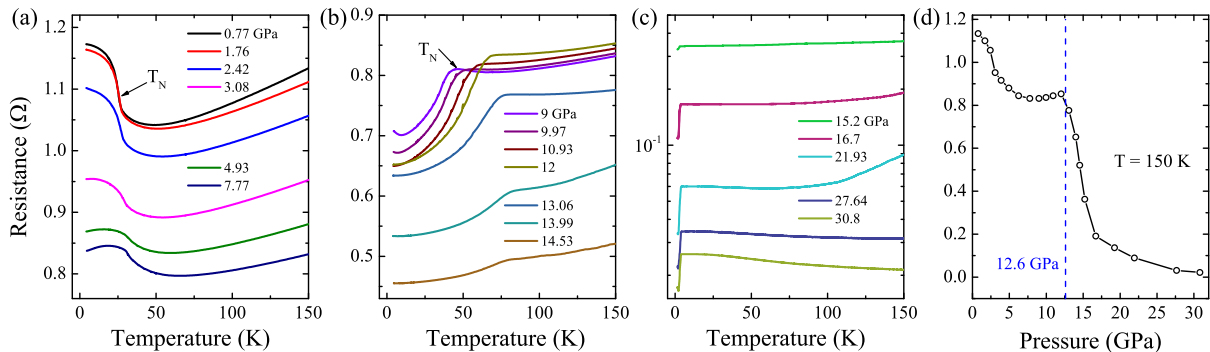 (a)
1.2
1.1
1.0
0.9
0.8
Resistance (Ω)
0.77 GPa
1.76
2.42
3.08
T_N
4.93
7.77
0 50 100 150
Temperature (K)
(b)
0.9
0.8
0.7
0.6
0.5
T_N
9 GPa
9.97
10.93
12
13.06
13.99
14.53
0 50 100 150
Temperature (K)
(c)
10⁻¹
15.2 GPa
16.7
21.93
27.64
30.8
0 50 100 150
Temperature (K)
(d)
1.2
1.0
0.8
0.6
0.4
0.2
0.0
T = 150 K
12.6 GPa
0 5 10 15 20 25 30
Pressure (GPa)